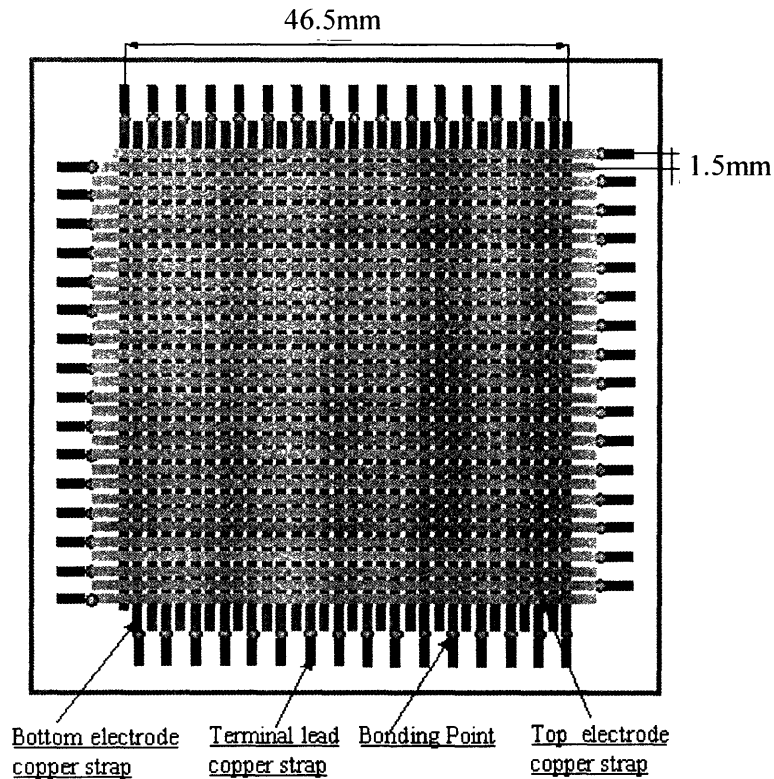 46.5mm
1.5mm
Bottom electrode
copper strap
Terminal lead
copper strap
Bonding Point
Top electrode
copper strap